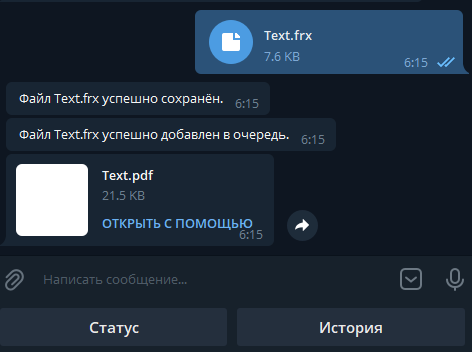 Text.frx
7.6 KB
6:15
Файл Text.frx успешно сохранён. 6:15
Файл Text.frx успешно добавлен в очередь. 6:15
Text.pdf
21.5 KB
ОТКРЫТЬ С ПОМОЩЬЮ
6:15
Написать сообщение...
Статус
История